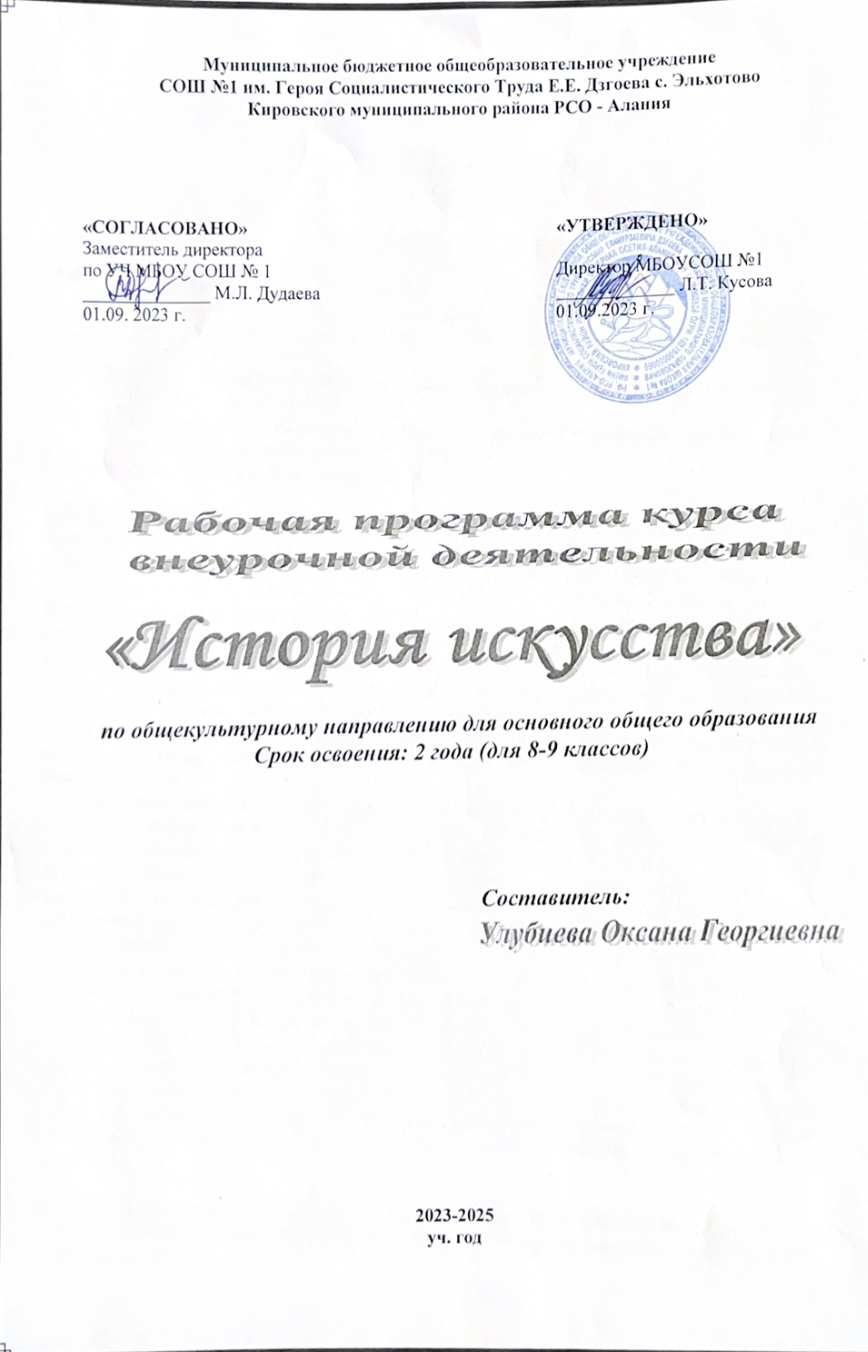 Муниципальное бюджетное общеобразовательное учреждение
СОШ №1 им. Героя Социалистического Труда Е.Е. Дзгоева с. Эльхотово
Кировского муниципального района РСО - Алания
«СОГЛАСОВАНО»
Заместитель директора
по УЧ МБОУ СОШ № 1
М.Л. Дудаева
01.09. 2023 г.
«УТВЕРЖДЕНО»
Директор МБОУСОШ №1
Л.Т. Кусова
01.09.2023 г.
Рабочая программа курса
внеурочной деятельности
«История искусства»
по общекультурному направлению для основного общего образования
Срок освоения: 2 года (для 8-9 классов)
Составитель:
Улубиева Оксана Георгиевна
2023-2025
уч. год